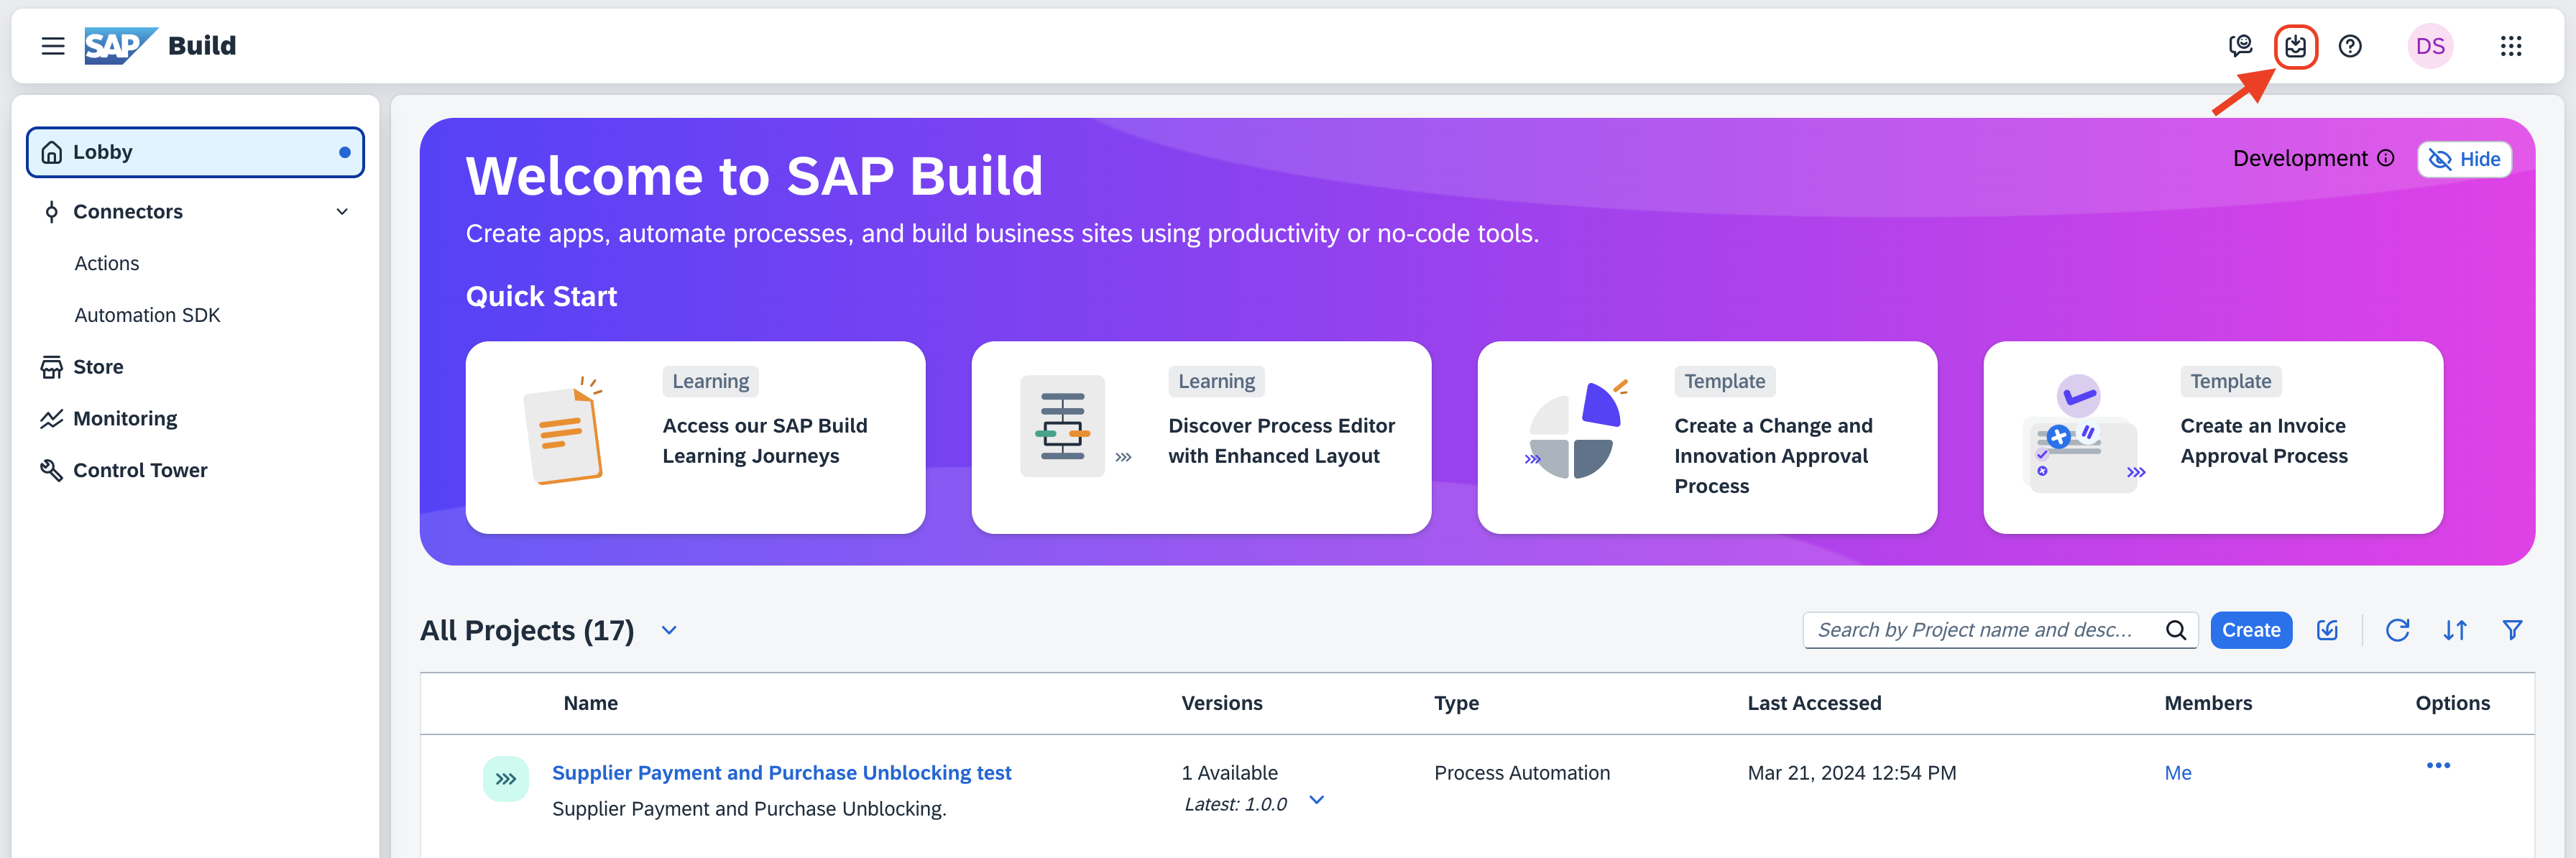 SAP Build
DS
Lobby
Connectors
Actions
Automation SDK
Store
Monitoring
Control Tower
Welcome to SAP Build
Development
Hide
Create apps, automate processes, and build business sites using productivity or no-code tools.
Quick Start
Learning
Access our SAP Build
Learning Journeys
Learning
Discover Process Editor
with Enhanced Layout
Template
Create a Change and
Innovation Approval
Process
Template
Create an Invoice
Approval Process
All Projects (17)
Search by Project name and desc...
Create
Name Versions Type Last Accessed Members Options
Supplier Payment and Purchase Unblocking test 1 Available Process Automation Mar 21, 2024 12:54 PM Me
Supplier Payment and Purchase Unblocking. Latest: 1.0.0